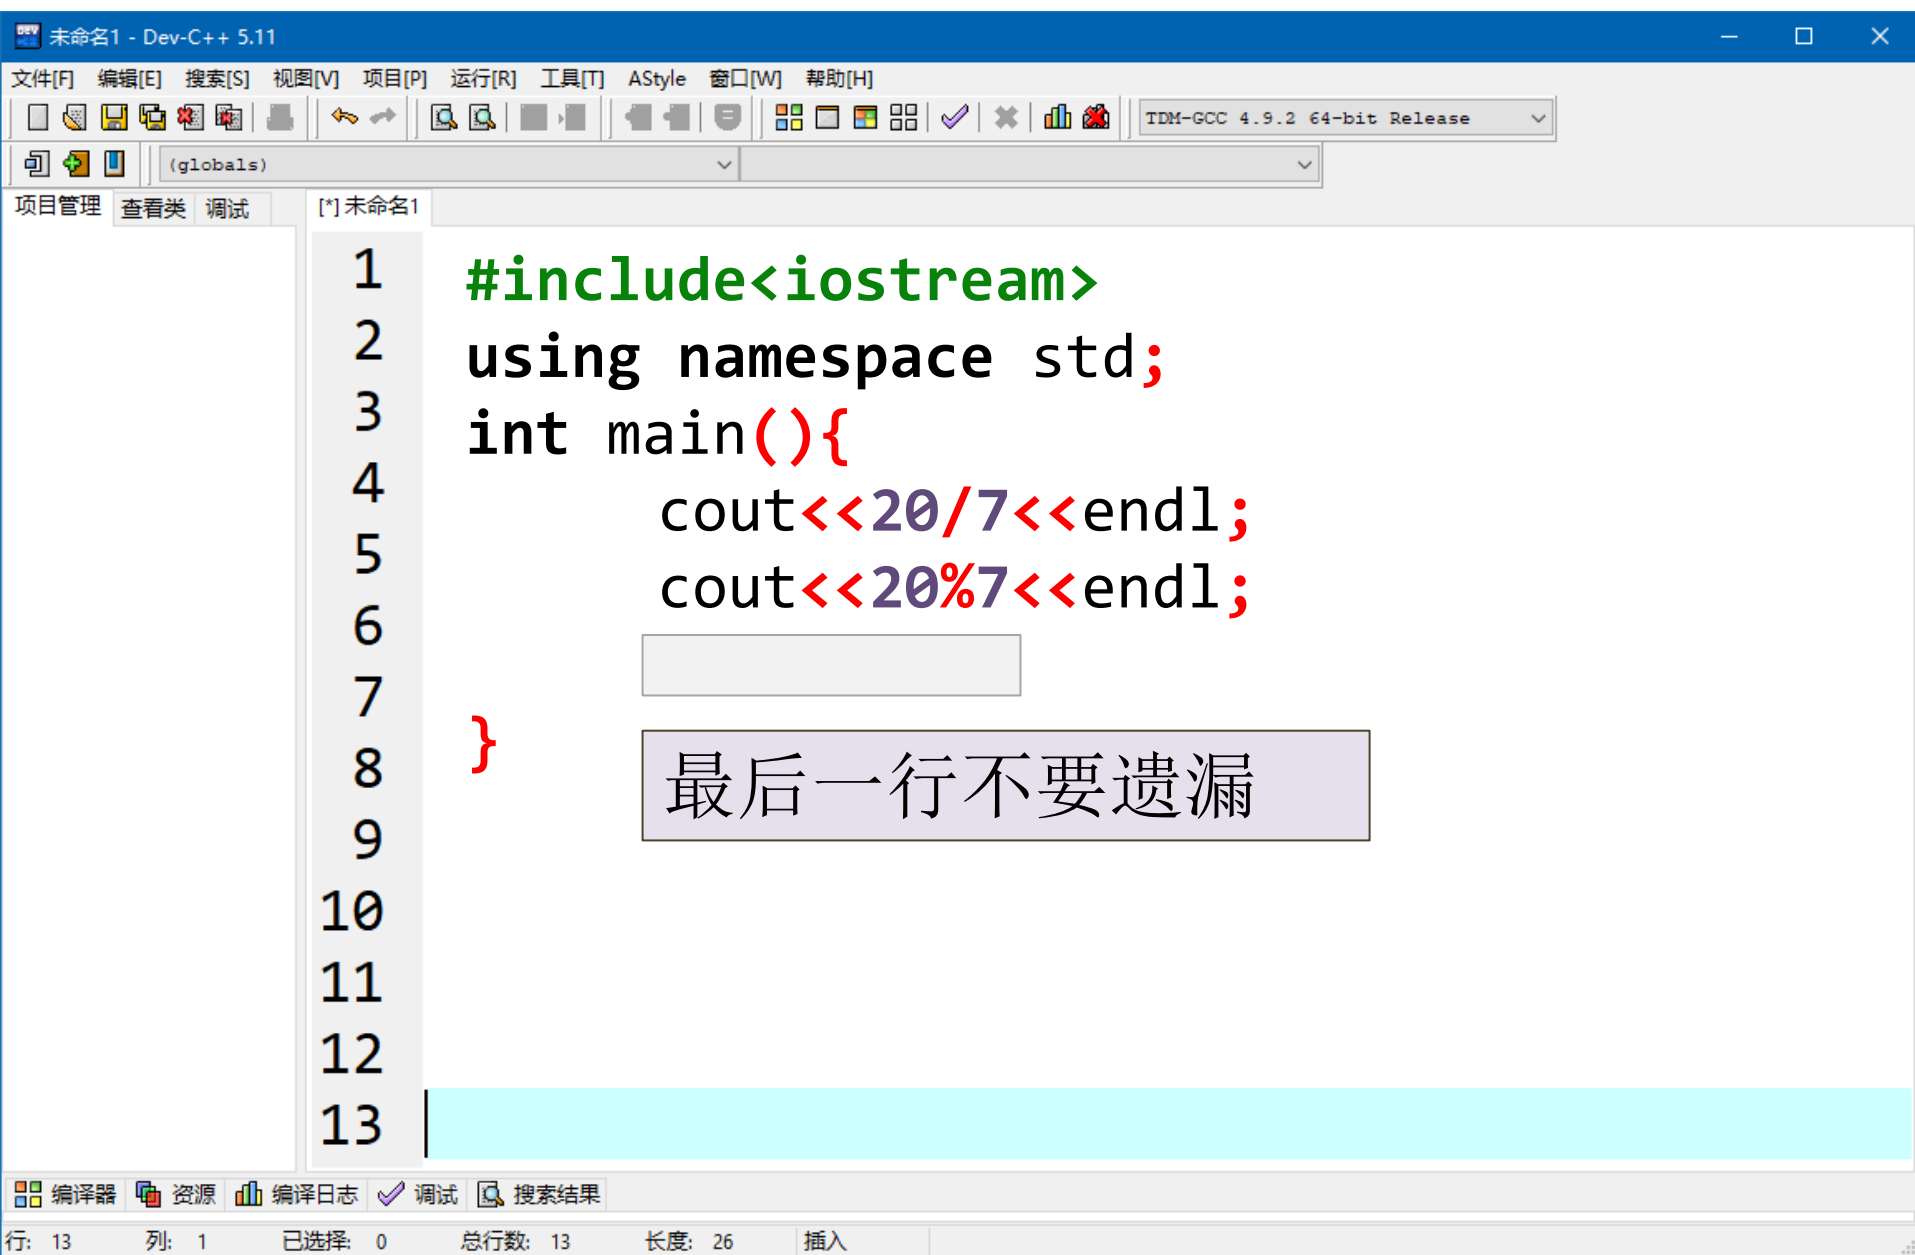 未命名1 - Dev-C++ 5.11
文件[F] 编辑[E] 搜索[S] 视图[V] 项目[P] 运行[R] 工具[T] AStyle 窗口[W] 帮助[H]
TDM-GCC 4.9.2 64-bit Release
(globals)
项目管理 查看类 调试 [*] 未命名1
1 #include<iostream>
2 using namespace std;
3 int main(){
4 cout<<20/7<<endl;
5 cout<<20%7<<endl;
6
7 }
8 最后一行不要遗漏
9
10
11
12
13
编译器 资源 编译日志 调试 搜索结果
行: 13 列: 1 已选择: 0 总行数: 13 长度: 26 插入